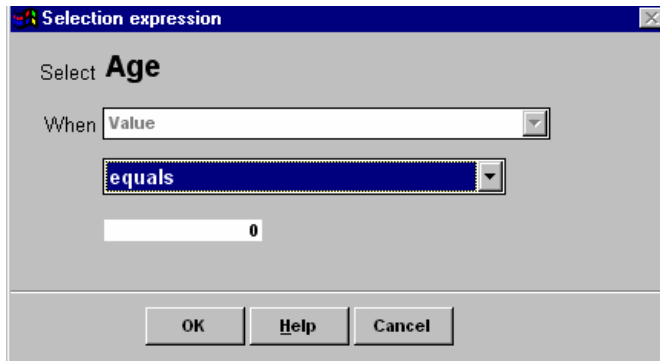 Selection expression
Select Age
When Value
equals
0
OK Help Cancel